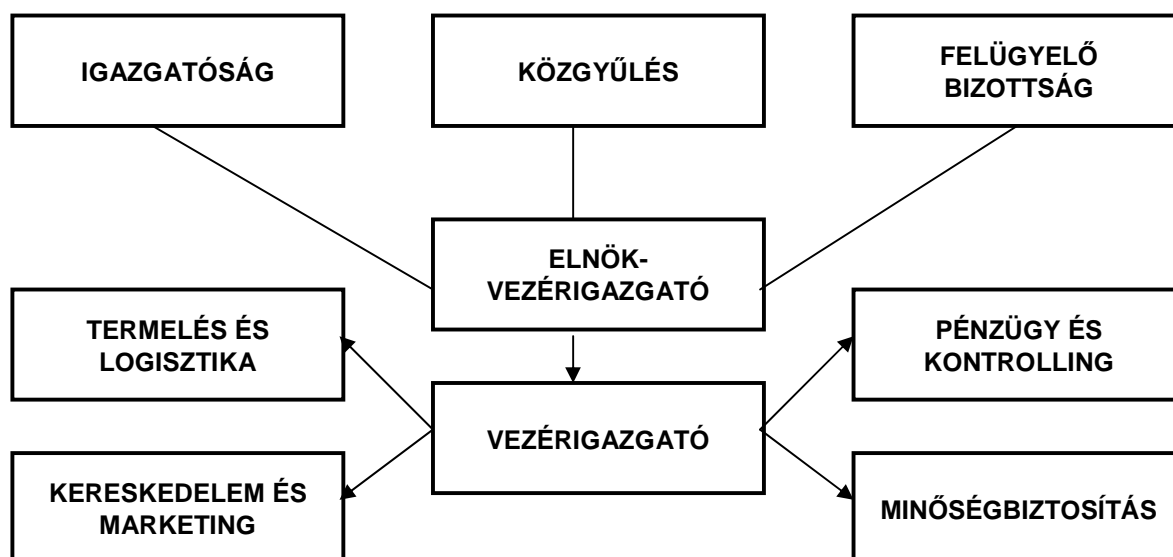 IGAZGATÓSÁG
KÖZGYŰLÉS
FELÜGYELŐ
BIZOTTSÁG
ELNÖK-
VEZÉRIGAZGATÓ
TERMELÉS ÉS
LOGISZTIKA
PÉNZÜGY ÉS
KONTROLLING
VEZÉRIGAZGATÓ
KERESKEDELEM ÉS
MARKETING
MINŐSÉGBIZTOSÍTÁS